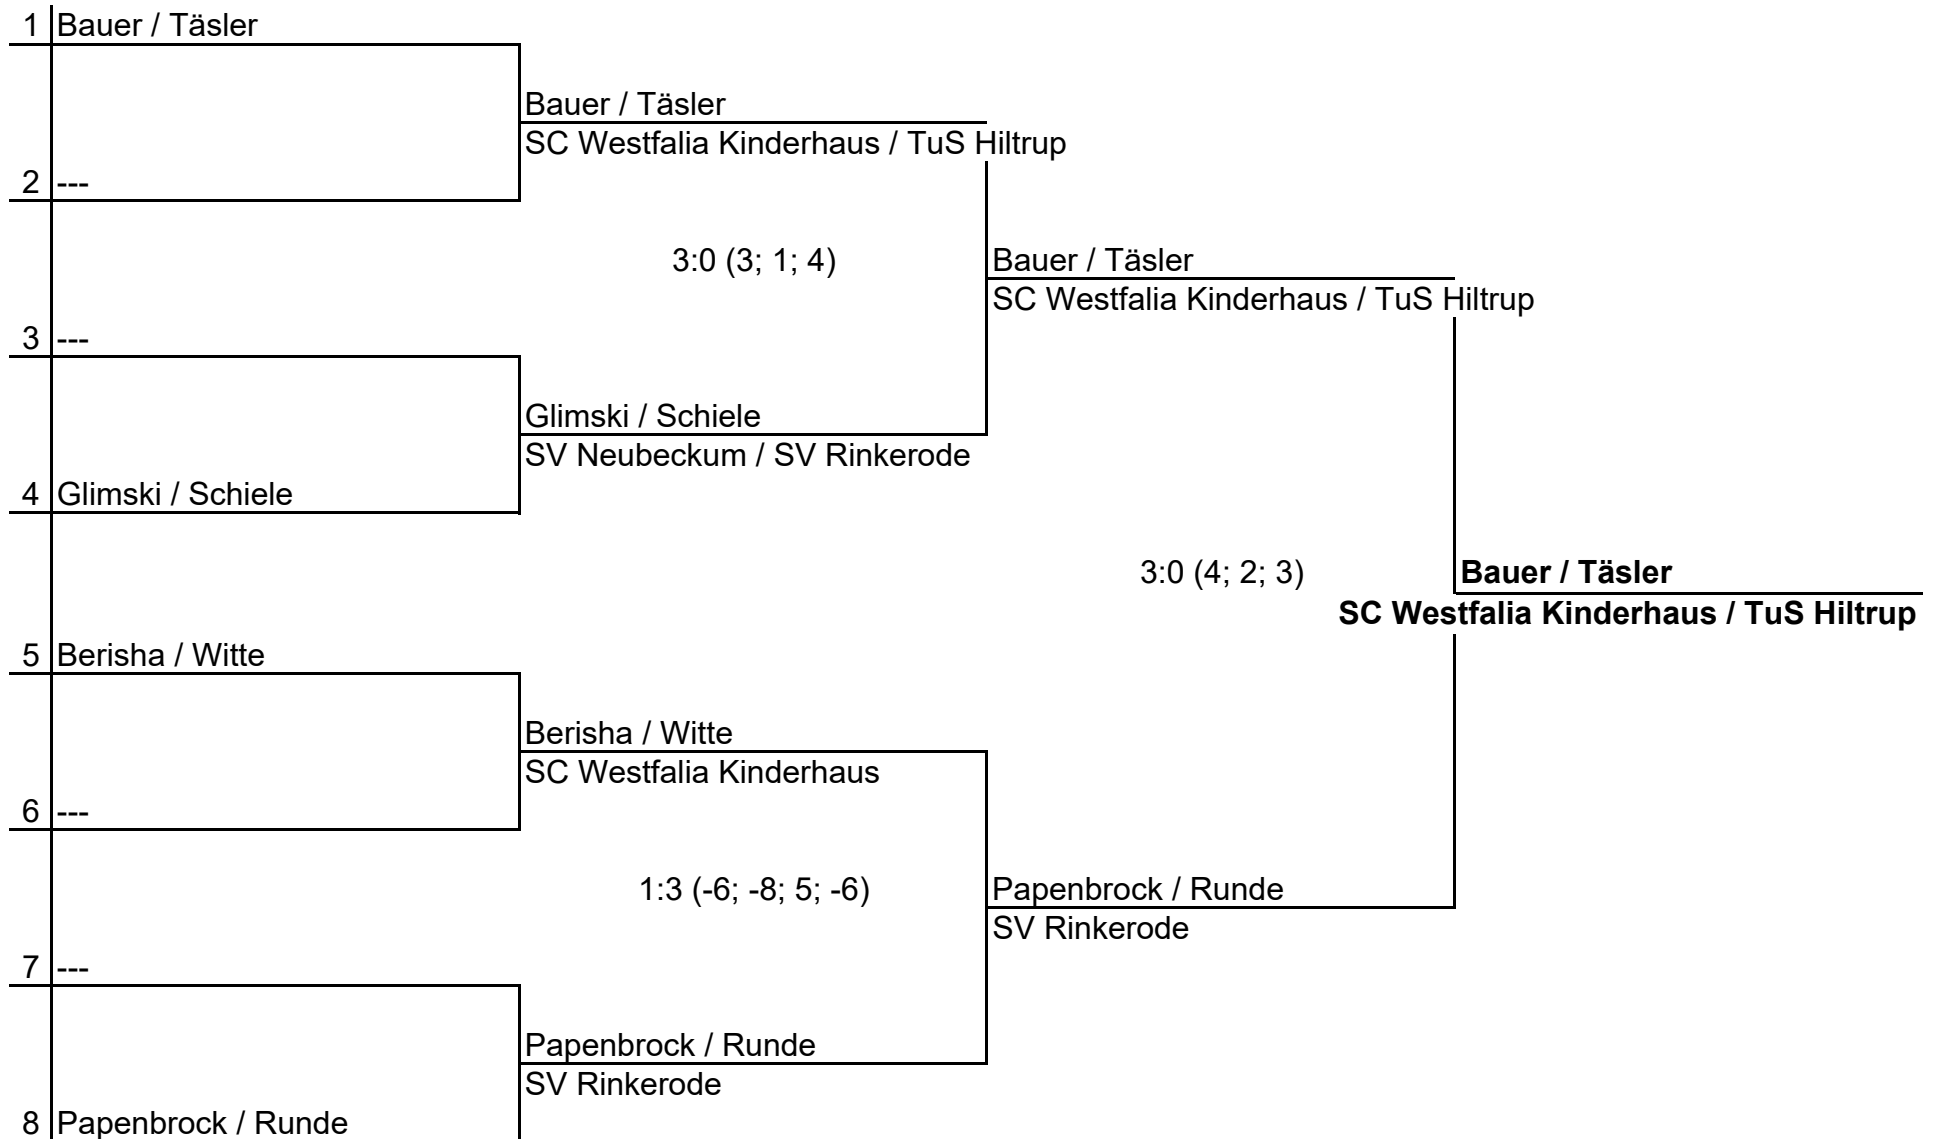 1 Bauer / Täsler
Bauer / Täsler
SC Westfalia Kinderhaus / TuS Hiltrup
2 ---
3:0 (3; 1; 4)
Bauer / Täsler
SC Westfalia Kinderhaus / TuS Hiltrup
3 ---
Glimski / Schiele
SV Neubeckum / SV Rinkerode
4 Glimski / Schiele
3:0 (4; 2; 3)
Bauer / Täsler
SC Westfalia Kinderhaus / TuS Hiltrup
5 Berisha / Witte
Berisha / Witte
SC Westfalia Kinderhaus
6 ---
1:3 (-6; -8; 5; -6)
Papenbrock / Runde
SV Rinkerode
7 ---
Papenbrock / Runde
SV Rinkerode
8 Papenbrock / Runde